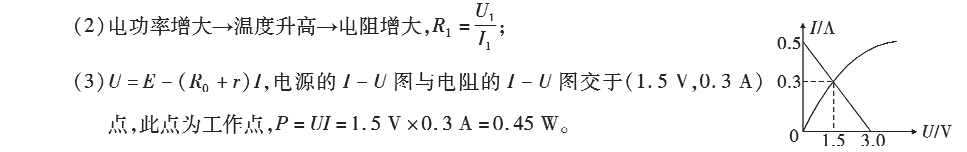 (2)电功率增大→温度升高→电阻增大,R₁ = U₁/I₁;
(3)U = E - (R₀ + r)I,电源的 I - U 图与电阻的 I - U 图交于(1.5 V,0.3 A)
点,此点为工作点,P = UI = 1.5 V × 0.3 A = 0.45 W。
I/A
0.5
0.3
0
1.5
3.0
U/V